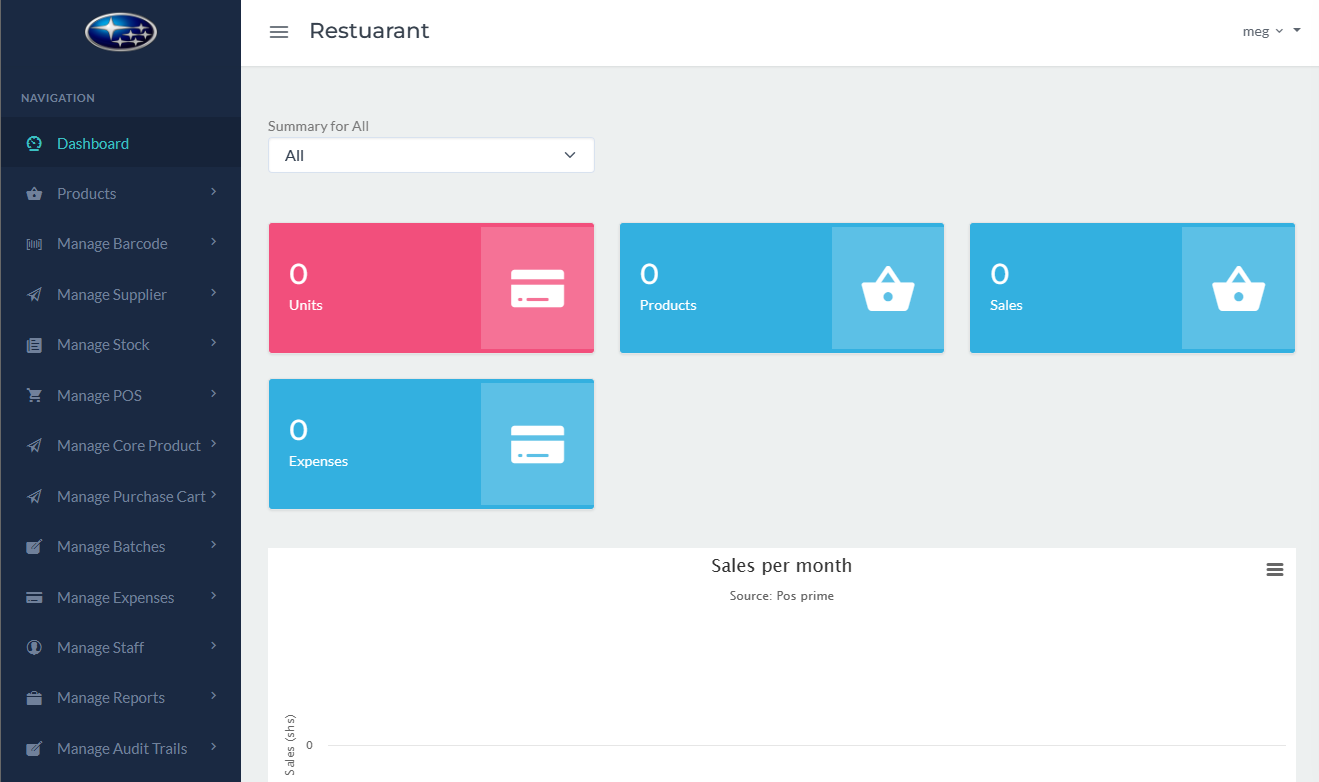 Restuarant
meg
NAVIGATION
Dashboard
Products
Manage Barcode
Manage Supplier
Manage Stock
Manage POS
Manage Core Product
Manage Purchase Cart
Manage Batches
Manage Expenses
Manage Staff
Manage Reports
Manage Audit Trails
Summary for All
All
0
Units
0
Products
0
Sales
0
Expenses
Sales per month
Source: Pos prime
Sales (shs)
0